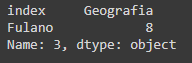 index     Geografia
Fulano            8
Name: 3, dtype: object